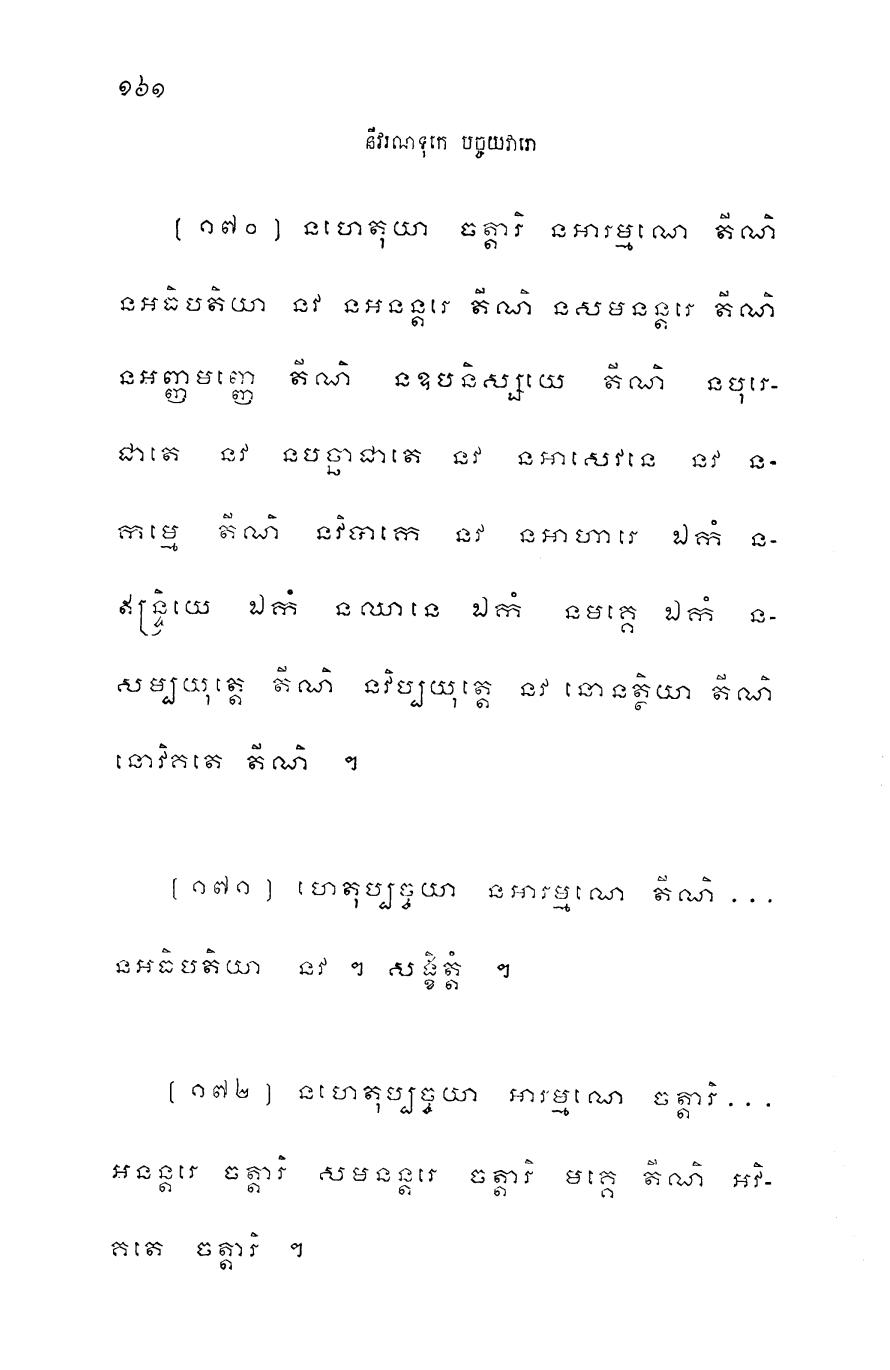 ១៦១
នីវរណទុកេ បច្ចយវារោ
(១៧០) នហេតុយា ចត្តារិ នអារម្មណេ តីណិ
នអធិបតិយា នវ នអនន្តរេ តីណិ នសមនន្តរេ តីណិ
នអញ្ញមញ្ញេ តីណិ នឧបនិស្សយេ តីណិ នបុរេ-
ជាតេ នវ នបច្ឆាជាតេ នវ នអាសេវនេ នវ ន-
កម្មេ តីណិ នវិបាកេ នវ នអាហារេ ឯកំ ន-
ឥន្ទ្រិយេ ឯកំ នឈានេ ឯកំ នមគ្គេ ឯកំ ន-
សម្បយុត្តេ តីណិ នវិប្បយុត្តេ នវ នោនត្ថិយា តីណិ
នោវិគតេ តីណិ ។
(១៧១) ហេតុប្បច្ចយា នអារម្មណេ តីណិ ...
នអធិបតិយា នវ ។ សង្ខិត្តំ ។
(១៧២) នហេតុប្បច្ចយា អារម្មណេ ចត្តារិ ...
អនន្តរេ ចត្តារិ សមនន្តរេ ចត្តារិ មគ្គេ តីណិ អវិ-
គតេ ចត្តារិ ។